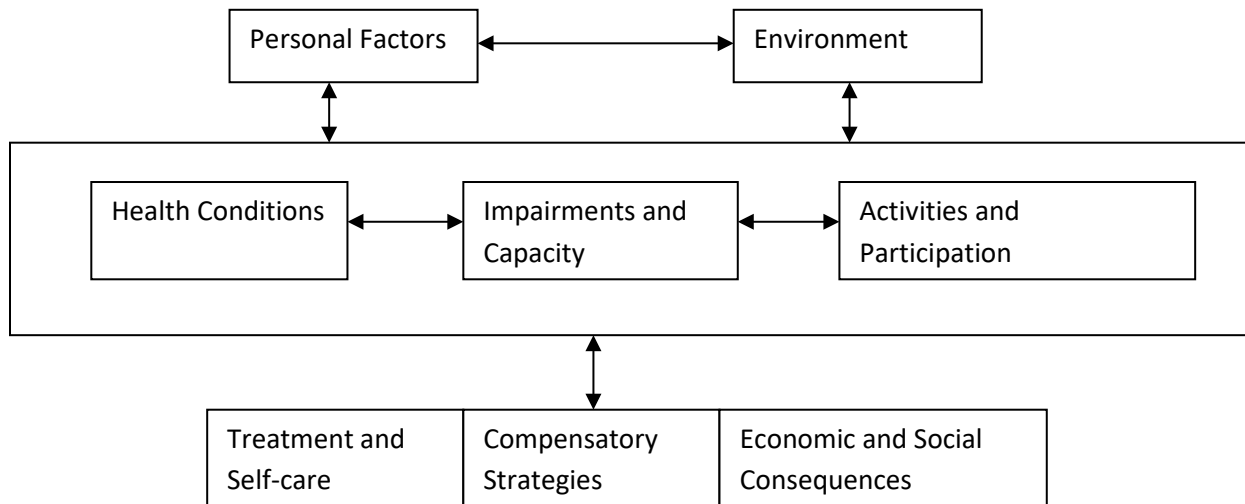 Personal Factors
Environment
Health Conditions
Impairments and
Capacity
Activities and
Participation
Treatment and
Self-care
Compensatory
Strategies
Economic and Social
Consequences